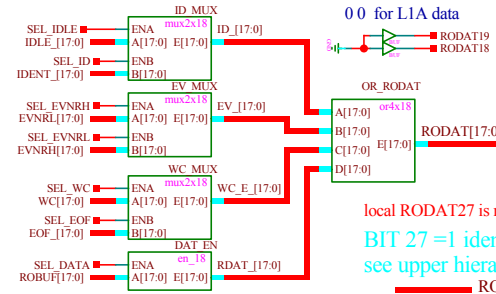 ID_MUX
mux2x18
SEL_IDLE
ENA
ID_[17:0]
IDLE_[17:0]
A[17:0] E[17:0]
SEL_ID
ENB
IDENT_[17:0]
B[17:0]
EV_MUX
mux2x18
SEL_EVNRH
ENA
EV_[17:0]
EVNRL[17:0]
A[17:0] E[17:0]
SEL_EVNRL
ENB
EVNRH[17:0]
B[17:0]
WC_MUX
mux2x18
SEL_WC
ENA
WC_E_[17:0]
WC[17:0]
A[17:0] E[17:0]
SEL_EOF
ENB
EOF_[17:0]
B[17:0]
DAT_EN
en_18
SEL_DATA
ENA
RDAT_[17:0]
ROBUF[17:0]
A[17:0] E[17:0]
0 0 for L1A data
RODAT19
RODAT18
OR_RODAT
or4x18
A[17:0]
B[17:0]
C[17:0]
D[17:0]
E[17:0]
RODAT[17:0
local RODAT27 is
BIT 27 =1 iden
see upper hiera
RO